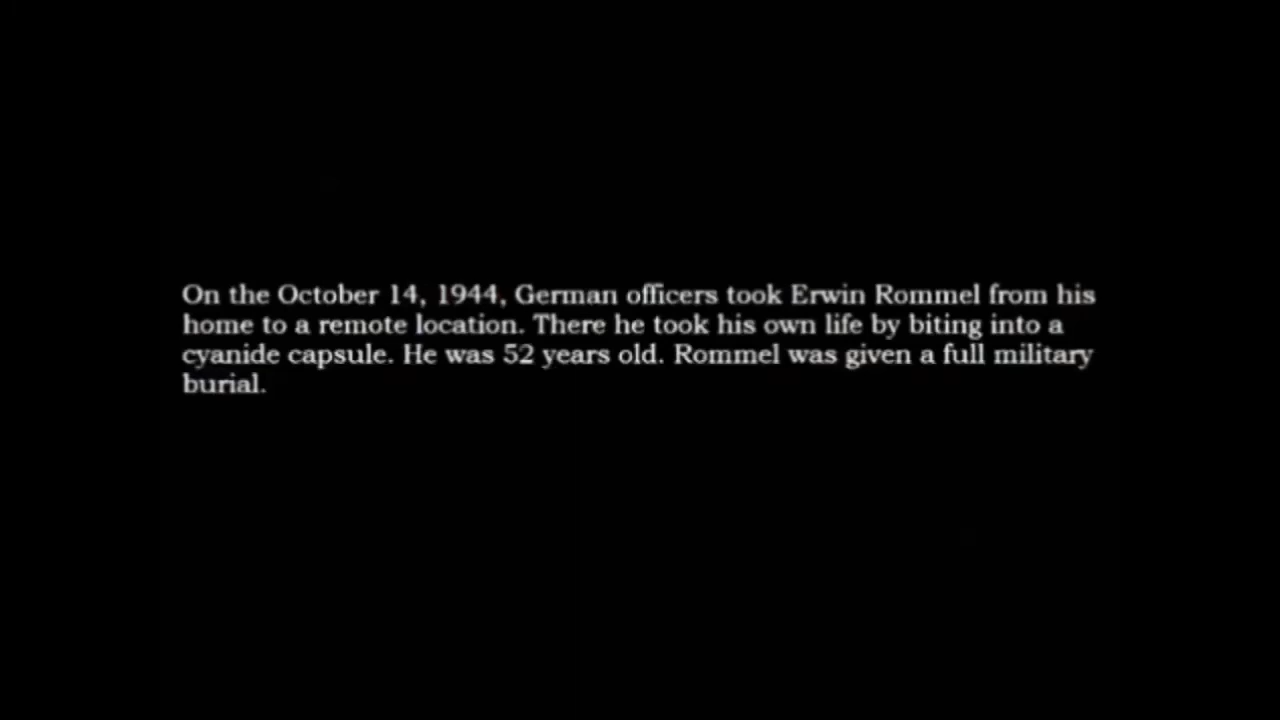 On the October 14, 1944, German officers took Erwin Rommel from his
home to a remote location. There he took his own life by biting into a
cyanide capsule. He was 52 years old. Rommel was given a full military
burial.